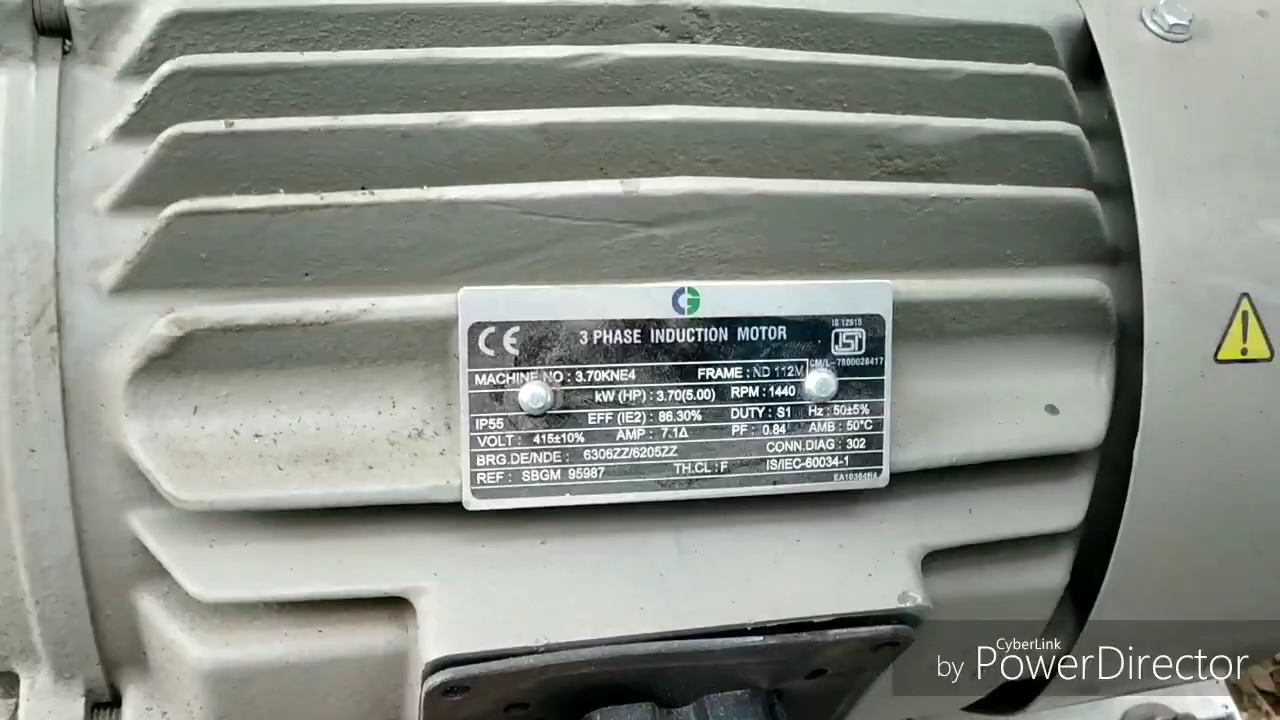 CG
CE
3 PHASE INDUCTION MOTOR
IS 12615
ISI
CM/L-7800026417
MACHINE NO : 3.70KNE4 FRAME : ND 112M
kW (HP) : 3.70(5.00) RPM : 1440
IP55 EFF (IE2) : 86.30% DUTY : S1 Hz : 50±5%
VOLT : 415±10% AMP : 7.1Δ PF : 0.84 AMB : 50°C
BRG.DE/NDE : 6306ZZ/6205ZZ CONN.DIAG : 302
REF : SBGM 95987 TH.CL : F IS/IEC-60034-1
CyberLink
by PowerDirector